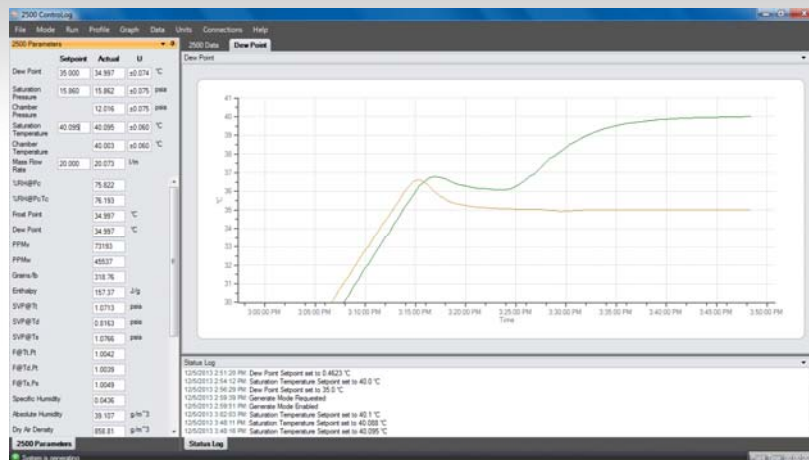 2500 ControLog
File Mode Run Profile Graph Data Units Connections Help
2500 Parameters
Setpoint Actual U
Dew Point 35.000 34.997 ±0.074 °C
Saturation Pressure 15.860 15.862 ±0.075 psia
Chamber Pressure 12.016 ±0.075 psia
Saturation Temperature 40.095 40.095 ±0.060 °C
Chamber Temperature 40.003 ±0.060 °C
Mass Flow Rate 20.000 20.073 l/m
%RH@Pc 75.822
%RH@PcTc 76.193
Frost Point 34.997 °C
Dew Point 34.997 °C
PPMv 73193
PPMw 45537
Grains/lb 318.76
Enthalpy 157.37 J/g
SVP@Tt 1.0713 psia
SVP@Td 0.8163 psia
SVP@Ts 1.0766 psia
F@Tt,Pt 1.0042
F@Td,Pt 1.0039
F@Ts,Ps 1.0049
Specific Humidity 0.0436
Absolute Humidity 39.107 g/m^3
Dry Air Density 858.81 g/m^3
2500 Parameters
System is generating
2500 Data Dew Point
Dew Point
41
40
39
38
37
36
35
34
33
32
31
30
°C
3:00:00 PM 3:05:00 PM 3:10:00 PM 3:15:00 PM 3:20:00 PM 3:25:00 PM 3:30:00 PM 3:35:00 PM 3:40:00 PM 3:45:00 PM 3:50:00 PM
Time
Status Log
12/5/2013 2:51:20 PM: Dew Point Setpoint set to 0.4623 °C
12/5/2013 2:54:12 PM: Saturation Temperature Setpoint set to 40.0 °C
12/5/2013 2:56:29 PM: Dew Point Setpoint set to 35.0 °C
12/5/2013 2:59:39 PM: Generate Mode Requested
12/5/2013 2:59:51 PM: Generate Mode Enabled
12/5/2013 3:02:03 PM: Saturation Temperature Setpoint set to 40.1 °C
12/5/2013 3:48:11 PM: Saturation Temperature Setpoint set to 40.088 °C
12/5/2013 3:48:16 PM: Saturation Temperature Setpoint set to 40.095 °C
Status Log